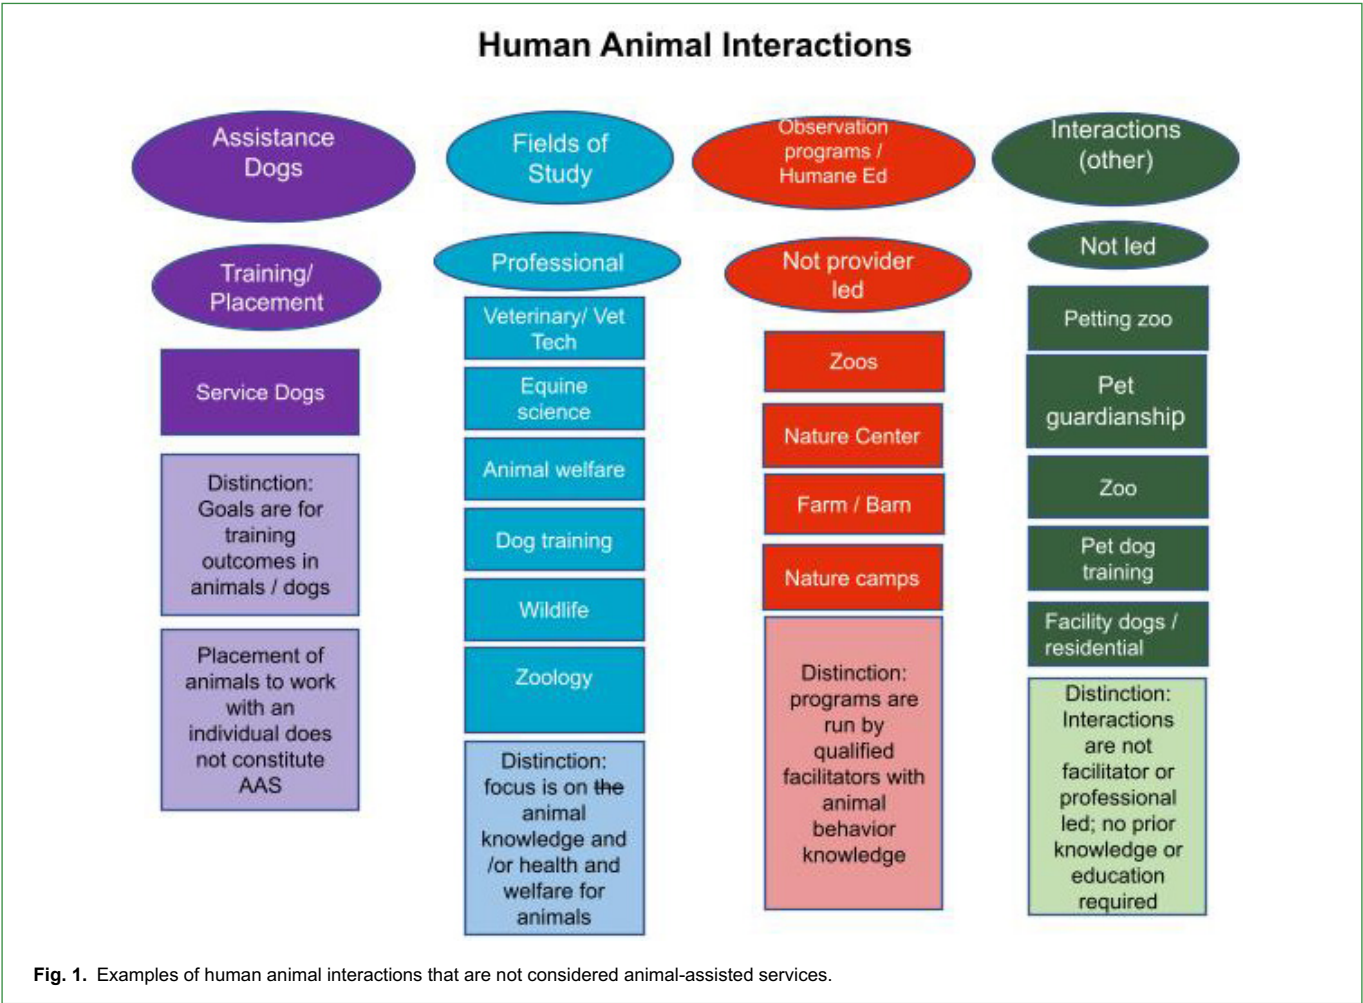 Human Animal Interactions
Assistance
Dogs
Training/
Placement
Service Dogs
Distinction:
Goals are for
training
outcomes in
animals / dogs
Placement of
animals to work
with an
individual does
not constitute
AAS
Fields of
Study
Professional
Veterinary/ Vet
Tech
Equine
science
Animal welfare
Dog training
Wildlife
Zoology
Distinction:
focus is on the
animal
knowledge and
/or health and
welfare for
animals
Observation
programs /
Humane Ed
Not provider
led
Zoos
Nature Center
Farm / Barn
Nature camps
Distinction:
programs are
run by
qualified
facilitators with
animal
behavior
knowledge
Interactions
(other)
Not led
Petting zoo
Pet
guardianship
Zoo
Pet dog
training
Facility dogs /
residential
Distinction:
Interactions
are not
facilitator or
professional
led; no prior
knowledge or
education
required
Fig. 1. Examples of human animal interactions that are not considered animal-assisted services.